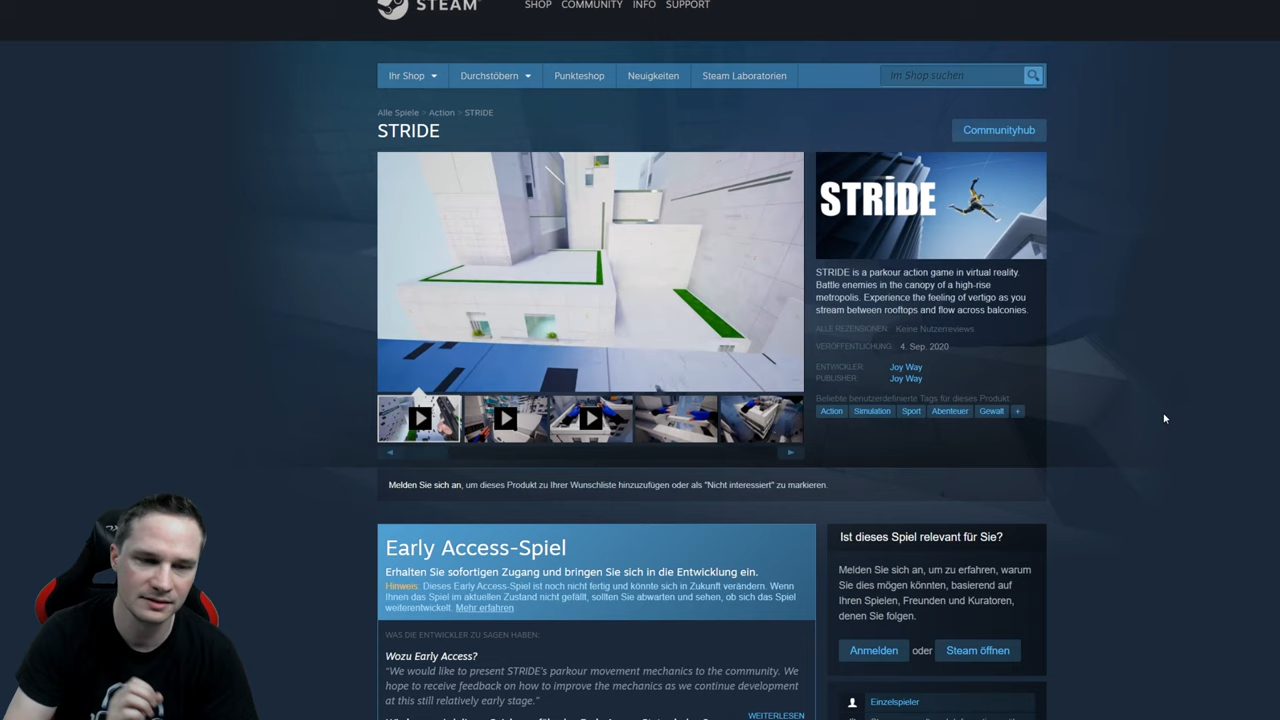 STEAM
SHOP COMMUNITY INFO SUPPORT
Ihr Shop Durchstöbern Punkteshop Neuigkeiten Steam Laboratorien Im Shop suchen
Alle Spiele > Action > STRIDE
STRIDE
Communityhub
STRIDE
STRIDE is a parkour action game in virtual reality.
Battle enemies in the canopy of a high-rise
metropolis. Experience the feeling of vertigo as you
stream between rooftops and flow across balconies.
ALLE REZENSIONEN: Keine Nutzerreviews
VERÖFFENTLICHUNG: 4. Sep. 2020
ENTWICKLER: Joy Way
PUBLISHER: Joy Way
Beliebte benutzerdefinierte Tags für dieses Produkt
Action Simulation Sport Abenteuer Gewalt +
Melden Sie sich an, um dieses Produkt zu Ihrer Wunschliste hinzuzufügen oder als "Nicht interessiert" zu markieren.
Early Access-Spiel
Erhalten Sie sofortigen Zugang und bringen Sie sich in die Entwicklung ein.
Hinweis: Dieses Early Access-Spiel ist noch nicht fertig und könnte sich in Zukunft verändern. Wenn
Ihnen das Spiel im aktuellen Zustand nicht gefällt, sollten Sie abwarten und sehen, ob sich das Spiel
weiterentwickelt. Mehr erfahren
WAS DIE ENTWICKLER ZU SAGEN HABEN:
Wozu Early Access?
"We would like to present STRIDE's parkour movement mechanics to the community. We
hope to receive feedback on how to improve the mechanics as we continue development
at this still relatively early stage."
WEITERLESEN
Ist dieses Spiel relevant für Sie?
Melden Sie sich an, um zu erfahren, warum
Sie dies mögen könnten, basierend auf
Ihren Spielen, Freunden und Kuratoren,
denen Sie folgen.
Anmelden oder Steam öffnen
Einzelspieler